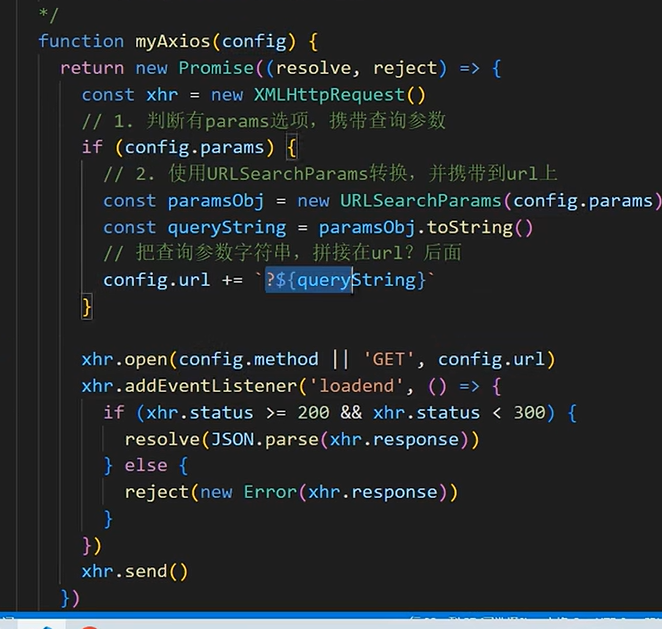 */
function myAxios(config) {
return new Promise((resolve, reject) => {
const xhr = new XMLHttpRequest()
// 1. 判断有params选项，携带查询参数
if (config.params) {
// 2. 使用URLSearchParams转换，并携带到url上
const paramsObj = new URLSearchParams(config.params)
const queryString = paramsObj.toString()
// 把查询参数字符串，拼接在url？后面
config.url += `?${queryString}`
}
xhr.open(config.method || 'GET', config.url)
xhr.addEventListener('loadend', () => {
if (xhr.status >= 200 && xhr.status < 300) {
resolve(JSON.parse(xhr.response))
} else {
reject(new Error(xhr.response))
}
})
xhr.send()
})